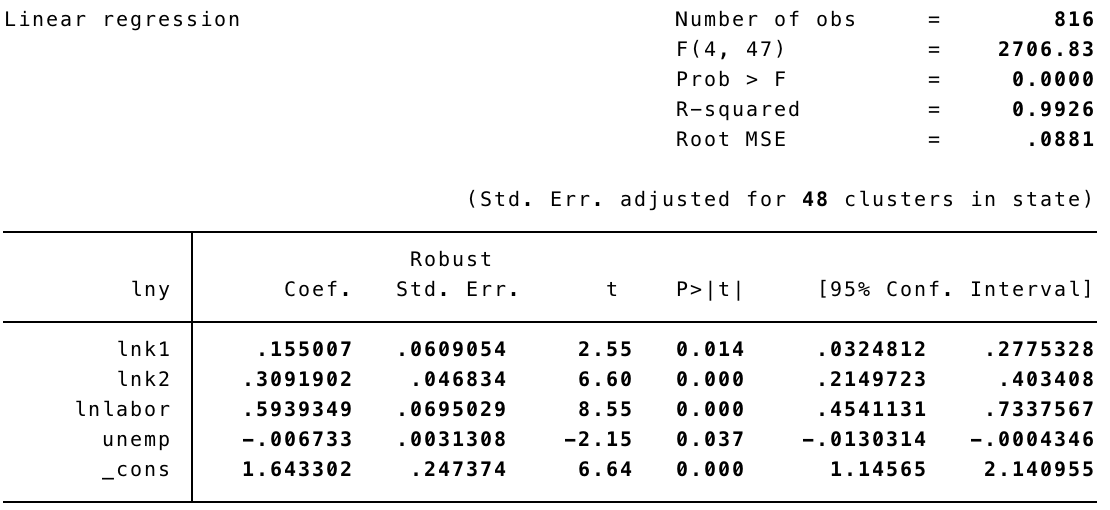 Linear regression Number of obs = 816
F(4, 47) = 2706.83
Prob > F = 0.0000
R-squared = 0.9926
Root MSE = .0881
(Std. Err. adjusted for 48 clusters in state)
Robust
lny Coef. Std. Err. t P>|t| [95% Conf. Interval]
lnk1 .155007 .0609054 2.55 0.014 .0324812 .2775328
lnk2 .3091902 .046834 6.60 0.000 .2149723 .403408
lnlabor .5939349 .0695029 8.55 0.000 .4541131 .7337567
unemp -.006733 .0031308 -2.15 0.037 -.0130314 -.0004346
_cons 1.643302 .247374 6.64 0.000 1.14565 2.140955